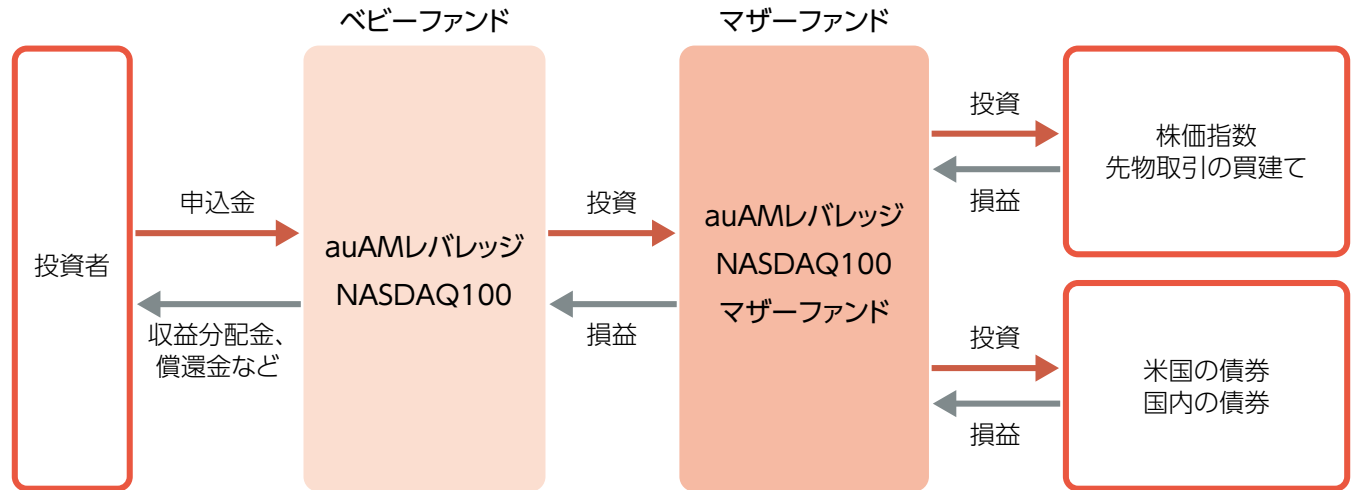 ベビーファンド
マザーファンド
投資者
申込金
収益分配金、
償還金など
auAMレバレッジ
NASDAQ100
投資
損益
auAMレバレッジ
NASDAQ100
マザーファンド
投資
損益
株価指数
先物取引の買建て
投資
損益
米国の債券
国内の債券